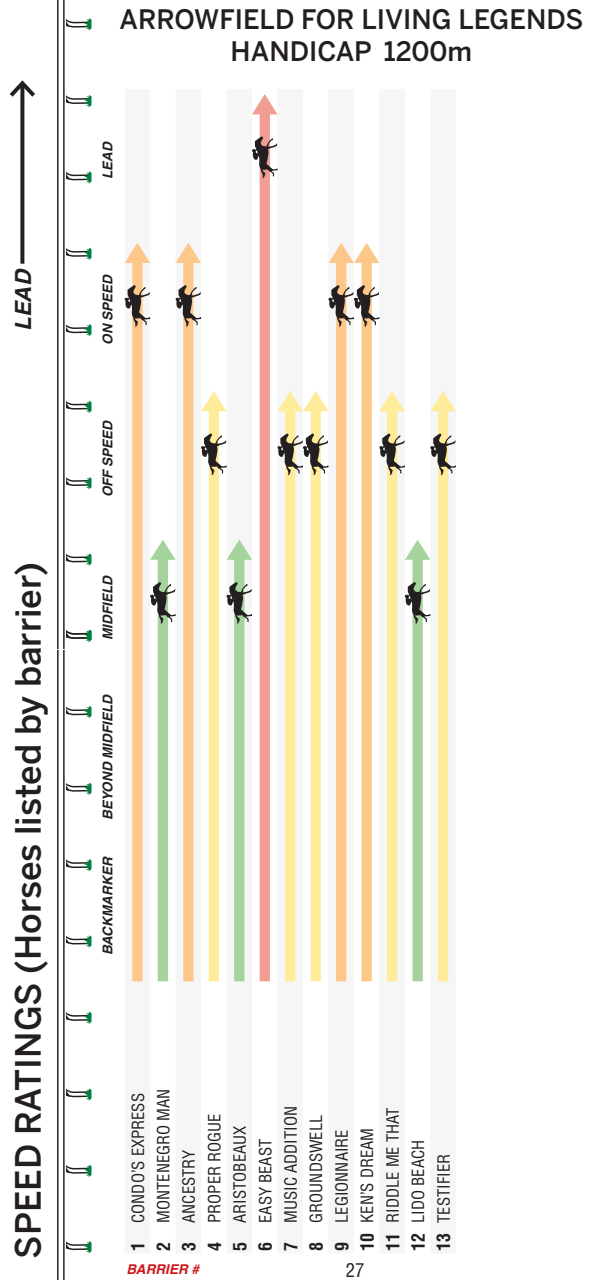 ARROWFIELD FOR LIVING LEGENDS
HANDICAP 1200m
SPEED RATINGS (Horses listed by barrier)
LEAD
LEAD
ON SPEED
OFF SPEED
MIDFIELD
BEYOND MIDFIELD
BACKMARKER
1 CONDO'S EXPRESS
2 MONTENEGRO MAN
3 ANCESTRY
4 PROPER ROGUE
5 ARISTOBEAUX
6 EASY BEAST
7 MUSIC ADDITION
8 GROUNDSWELL
9 LEGIONNAIRE
10 KEN'S DREAM
11 RIDDLE ME THAT
12 LIDO BEACH
13 TESTIFIER
BARRIER #
27